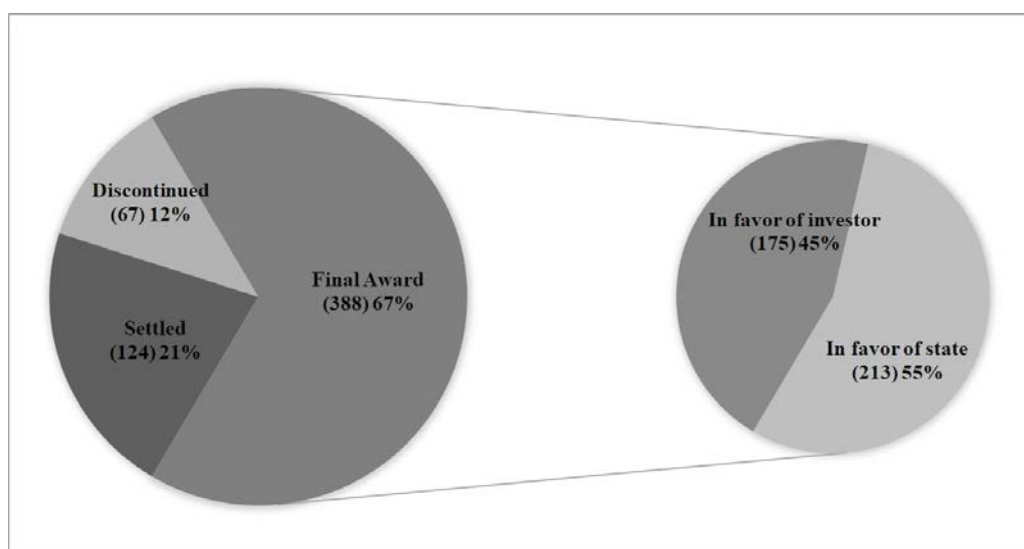 Discontinued
(67) 12%
Settled
(124) 21%
Final Award
(388) 67%
In favor of investor
(175) 45%
In favor of state
(213) 55%